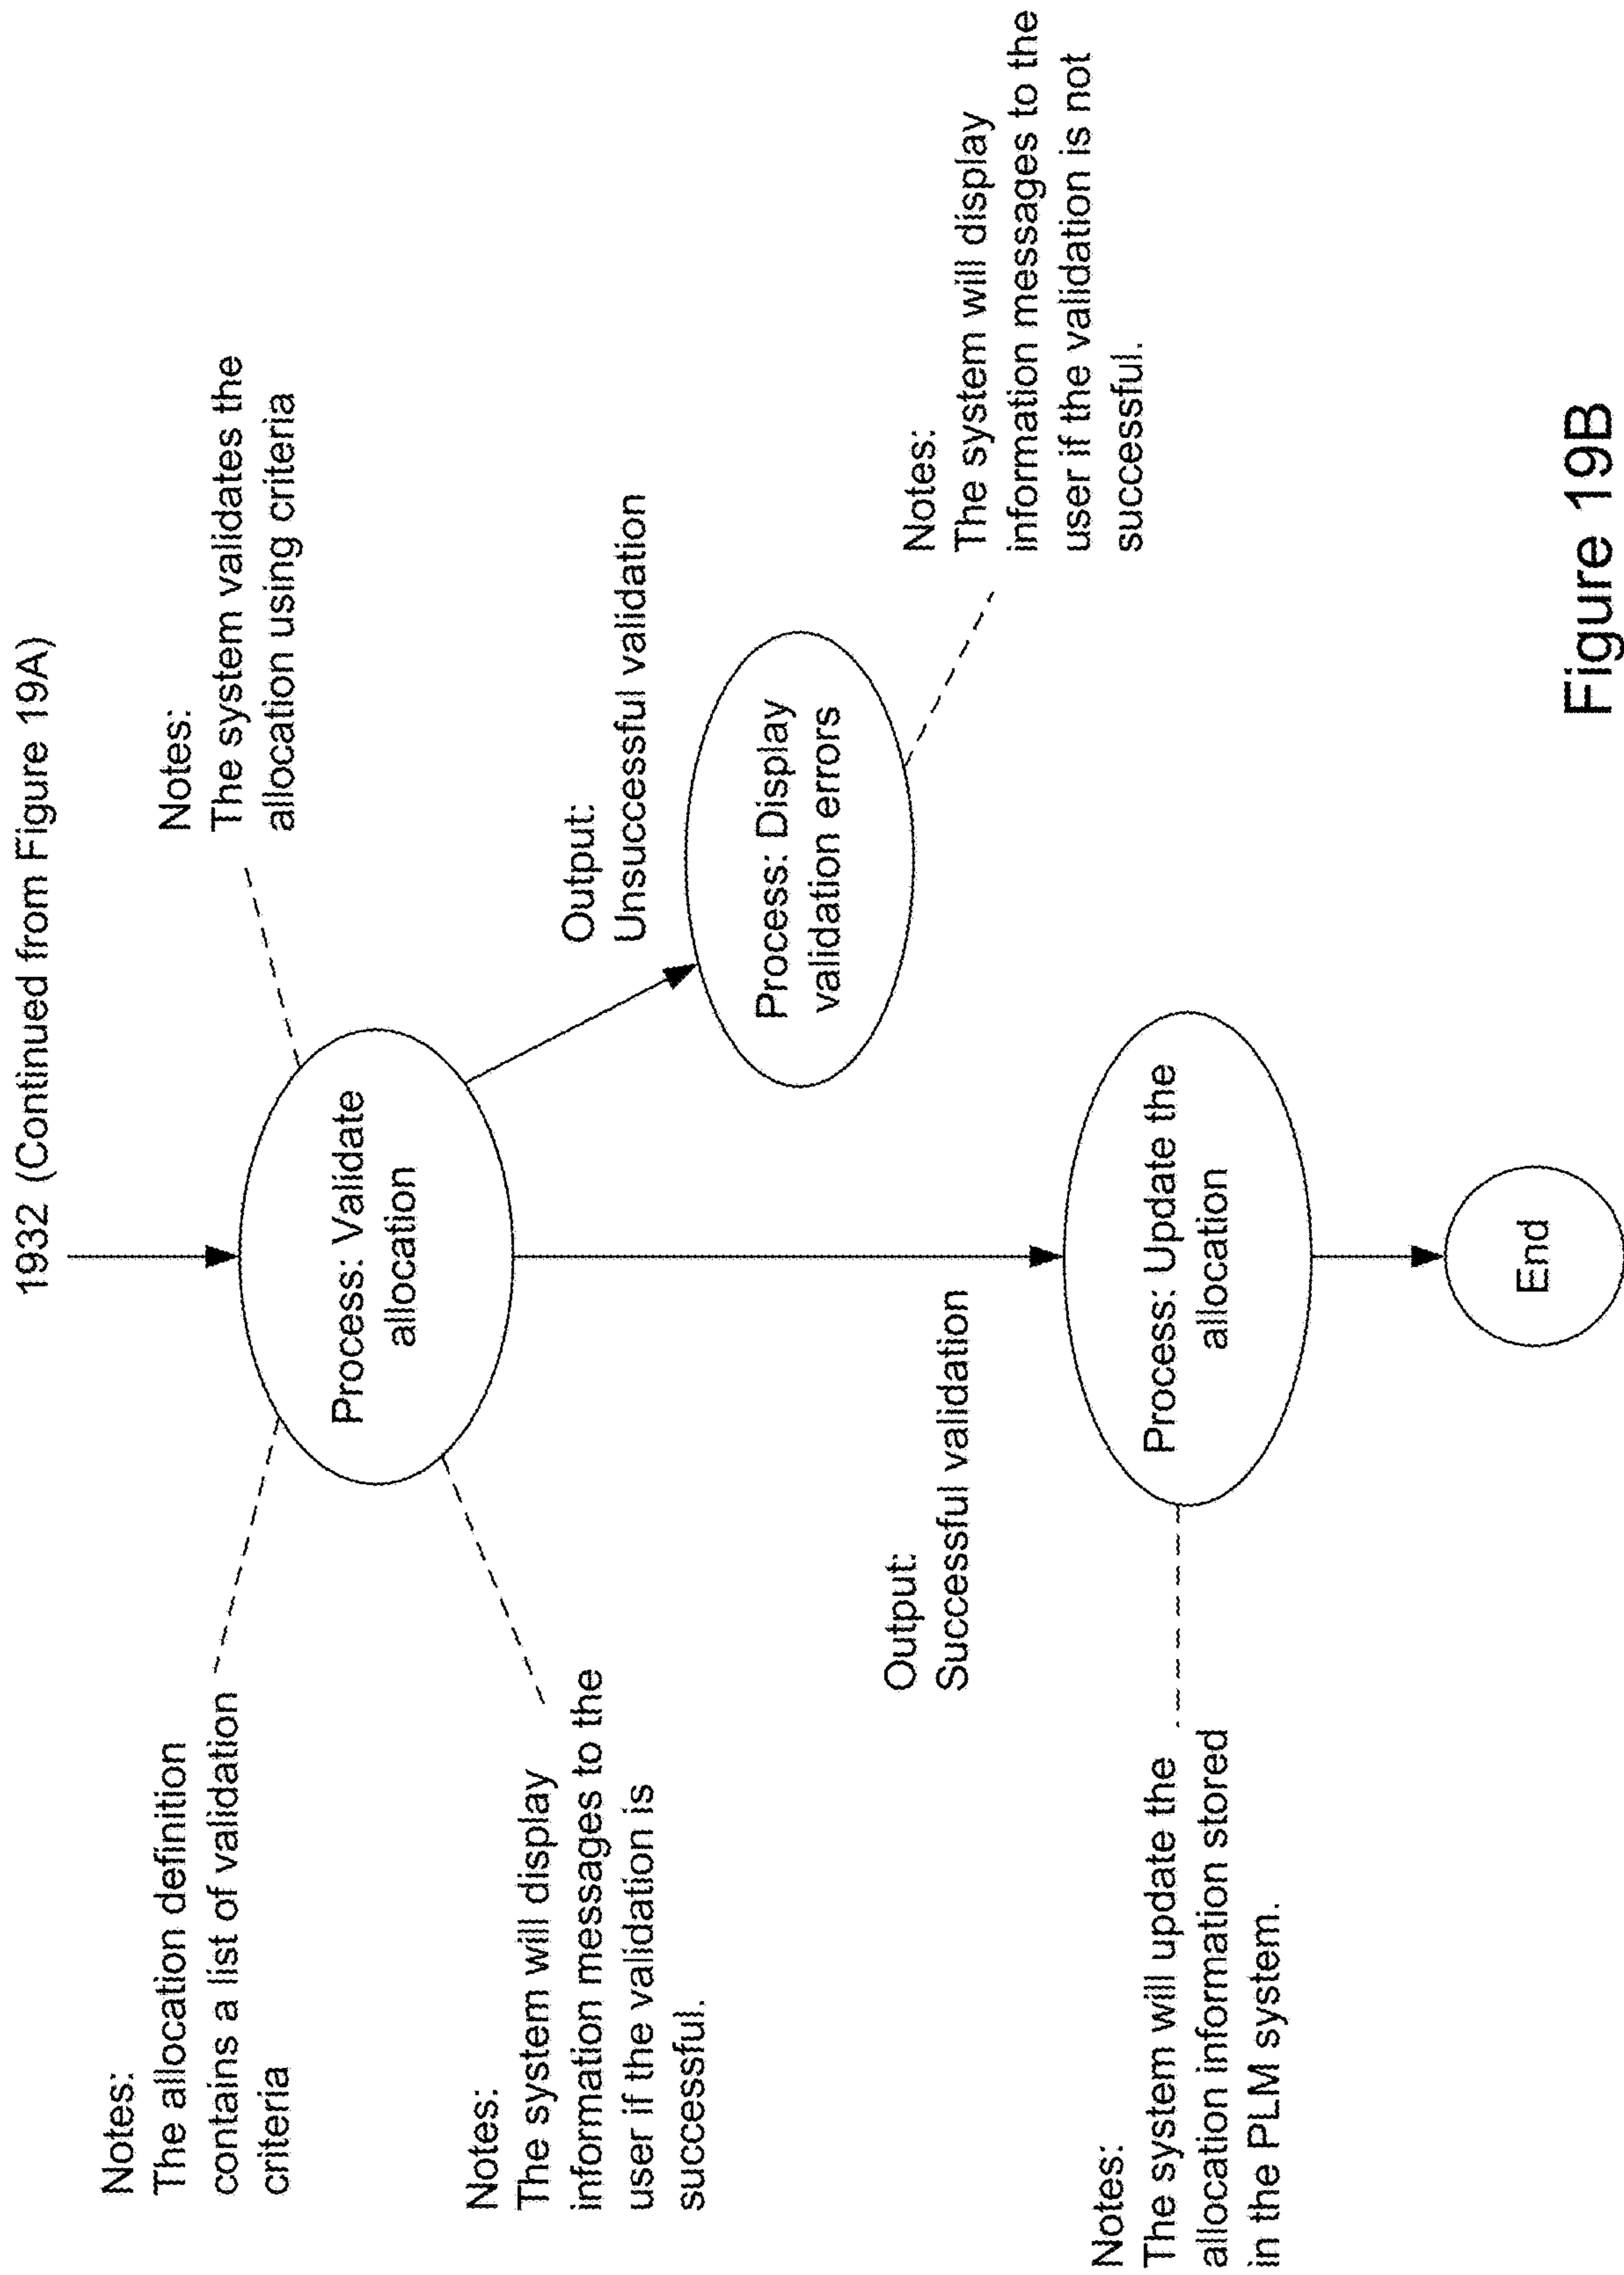 1932 (Continued from Figure 19A)
Notes:
The allocation definition
contains a list of validation
criteria
Notes:
The system validates the
allocation using criteria
Process: Validate
allocation
Notes:
The system will display
information messages to the
user if the validation is
successful.
Output:
Unsuccessful validation
Process: Display
validation errors
Notes:
The system will display
information messages to the
user if the validation is not
successful.
Output:
Successful validation
Notes:
The system will update the
allocation information stored
in the PLM system.
Process: Update the
allocation
End
Figure 19B